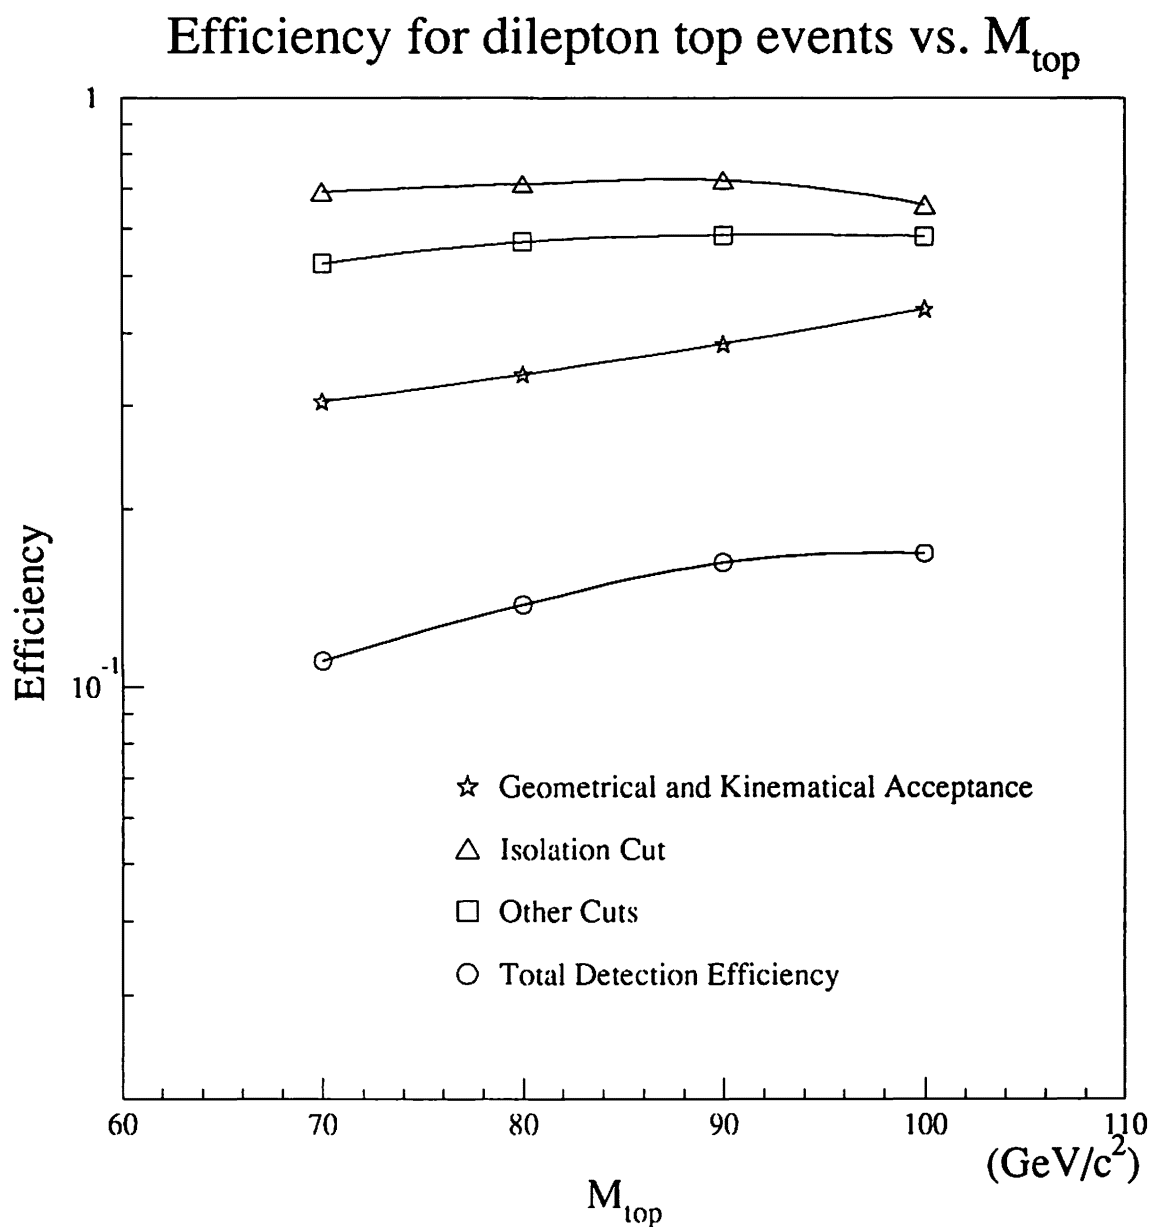 Efficiency for dilepton top events vs. M_top
1
10^-1
Efficiency
Geometrical and Kinematical Acceptance
Isolation Cut
Other Cuts
Total Detection Efficiency
60 70 80 90 100 110
(GeV/c^2)
M_top